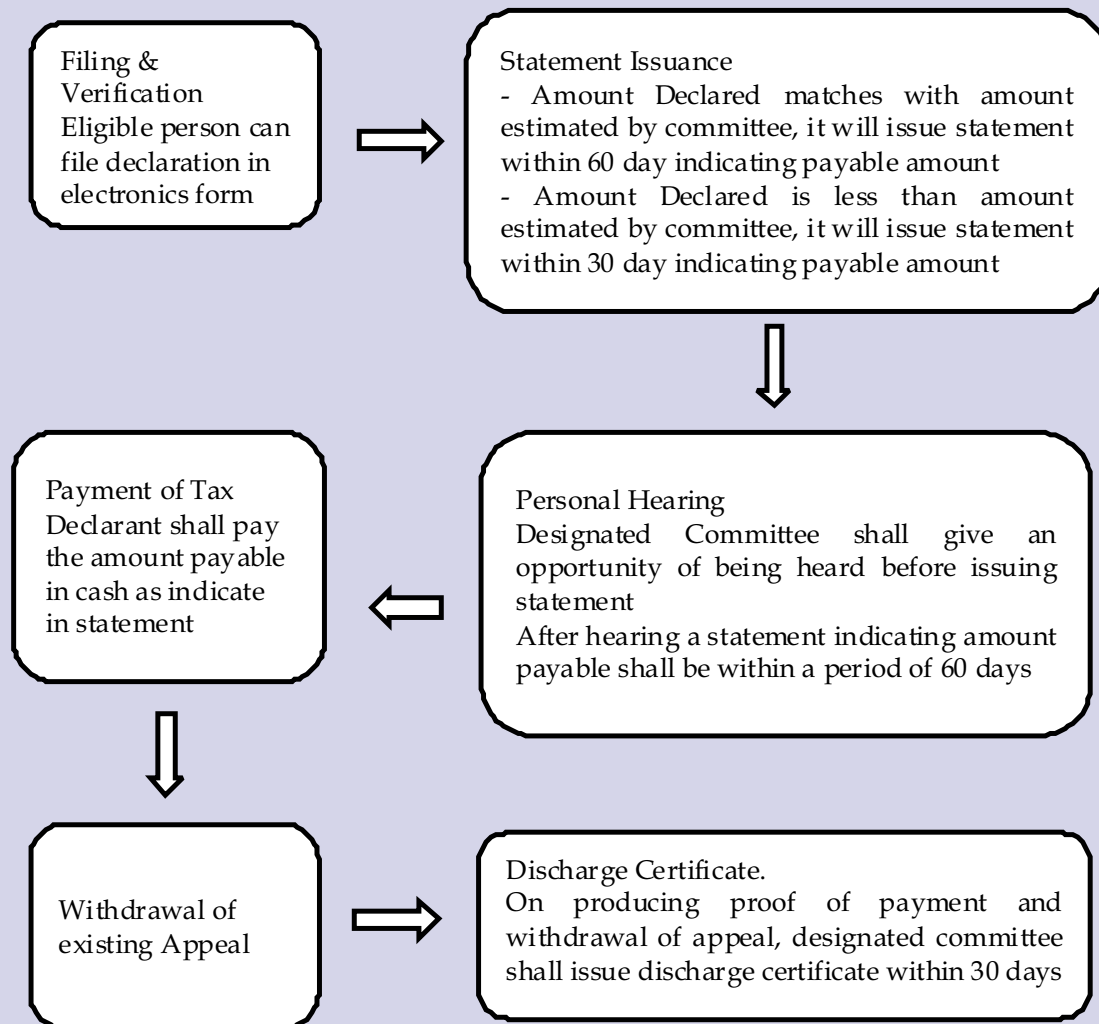 Filing &
Verification
Eligible person can
file declaration in
electronics form
Statement Issuance
- Amount Declared matches with amount
estimated by committee, it will issue statement
within 60 day indicating payable amount
- Amount Declared is less than amount
estimated by committee, it will issue statement
within 30 day indicating payable amount
Personal Hearing
Designated Committee shall give an
opportunity of being heard before issuing
statement
After hearing a statement indicating amount
payable shall be within a period of 60 days
Payment of Tax
Declarant shall pay
the amount payable
in cash as indicate
in statement
Withdrawal of
existing Appeal
Discharge Certificate.
On producing proof of payment and
withdrawal of appeal, designated committee
shall issue discharge certificate within 30 days